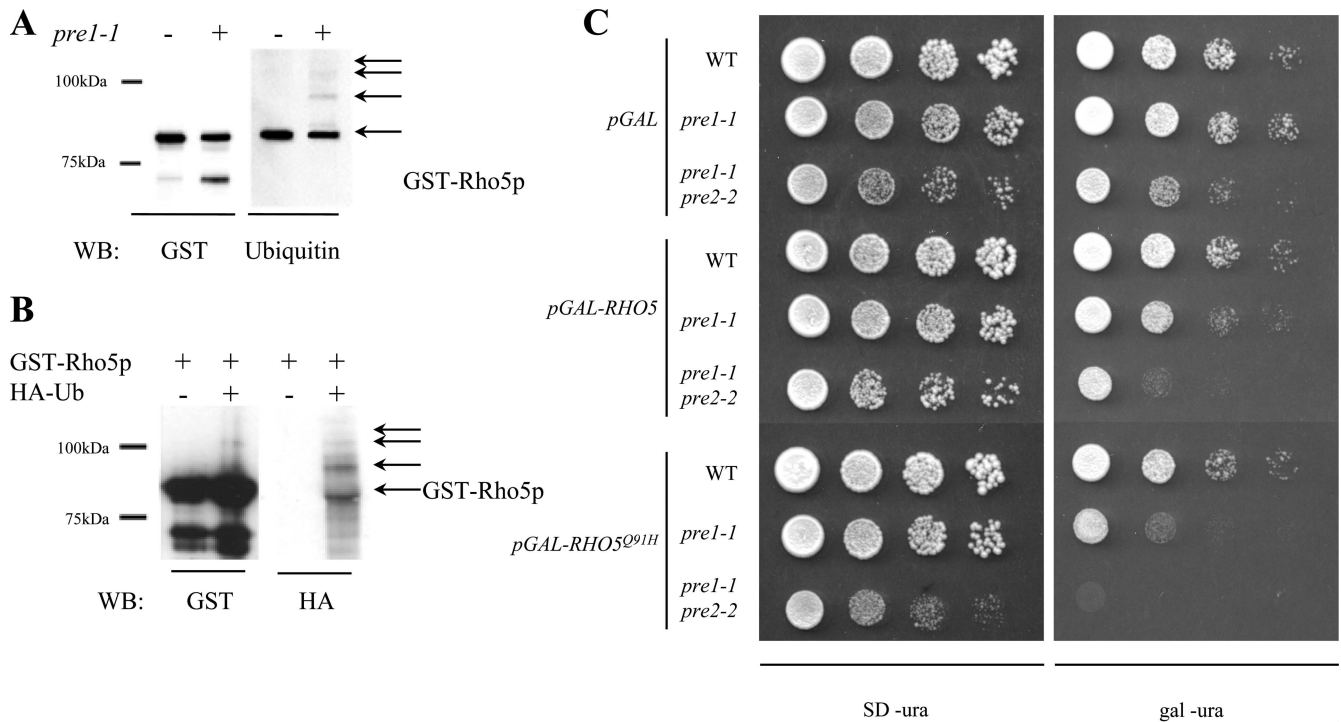 A
pre1-1 - + - +
100kDa
75kDa
GST-Rho5p
WB: GST Ubiquitin
B
GST-Rho5p + + + +
HA-Ub - + - +
100kDa
GST-Rho5p
75kDa
WB: GST HA
C
WT
pGAL pre1-1
pre1-1
pre2-2
WT
pGAL-RHO5 pre1-1
pre1-1
pre2-2
WT
pGAL-RHO5Q91H pre1-1
pre1-1
pre2-2
SD -ura gal -ura